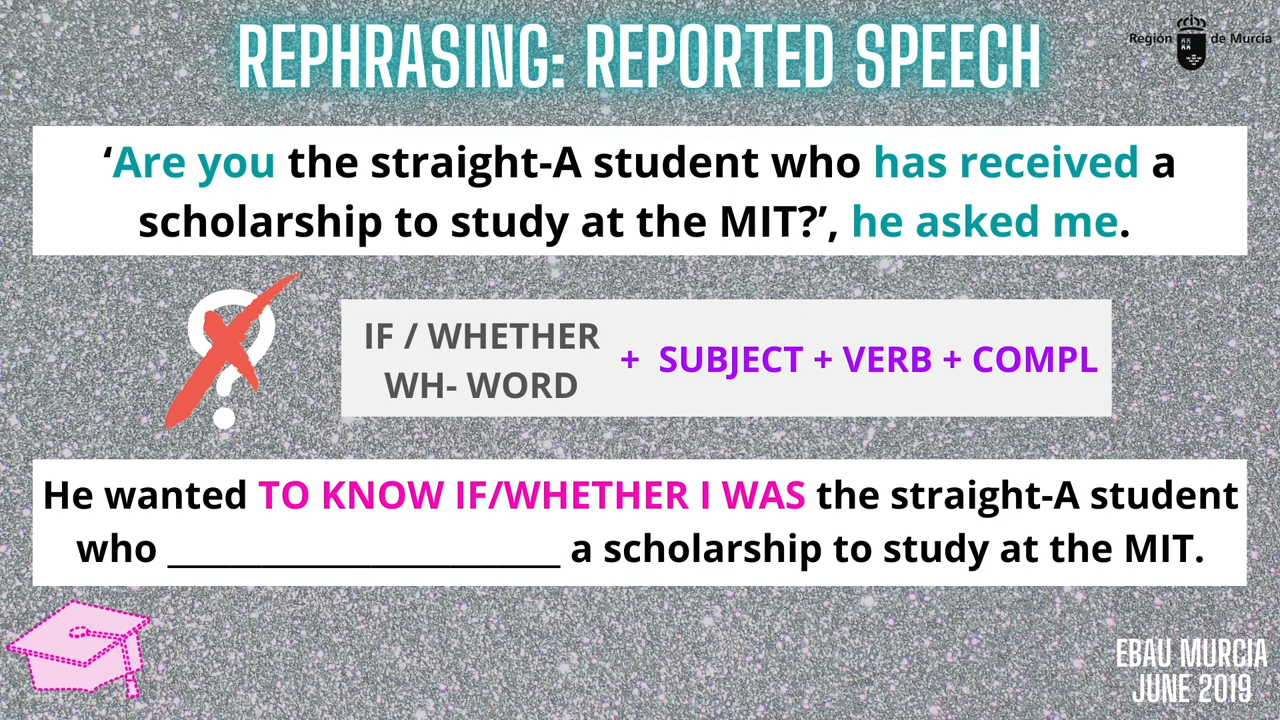 REPHRASING: REPORTED SPEECH
Región de Murcia
‘Are you the straight-A student who has received a
scholarship to study at the MIT?’, he asked me.
IF / WHETHER
WH- WORD
+ SUBJECT + VERB + COMPL
He wanted TO KNOW IF/WHETHER I WAS the straight-A student
who ____________________ a scholarship to study at the MIT.
EBAU MURCIA
JUNE 2019